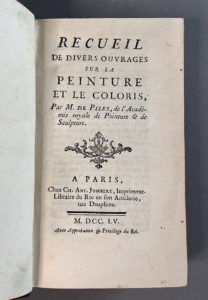 RECUEIL
DE DIVERS OUVRAGES
SUR LA
PEINTURE
ET LE COLORIS,
Par M. DE PILES, de l'Acadé-
mie royale de Peinture & de
Sculpture.
A PARIS,
Chez CH. ANT. JOMBERT, Imprimeur-
Libraire du Roi en son Artillerie,
rue Dauphine.
M. DCC. LV.
Avec Approbation & Privilege du Roi.